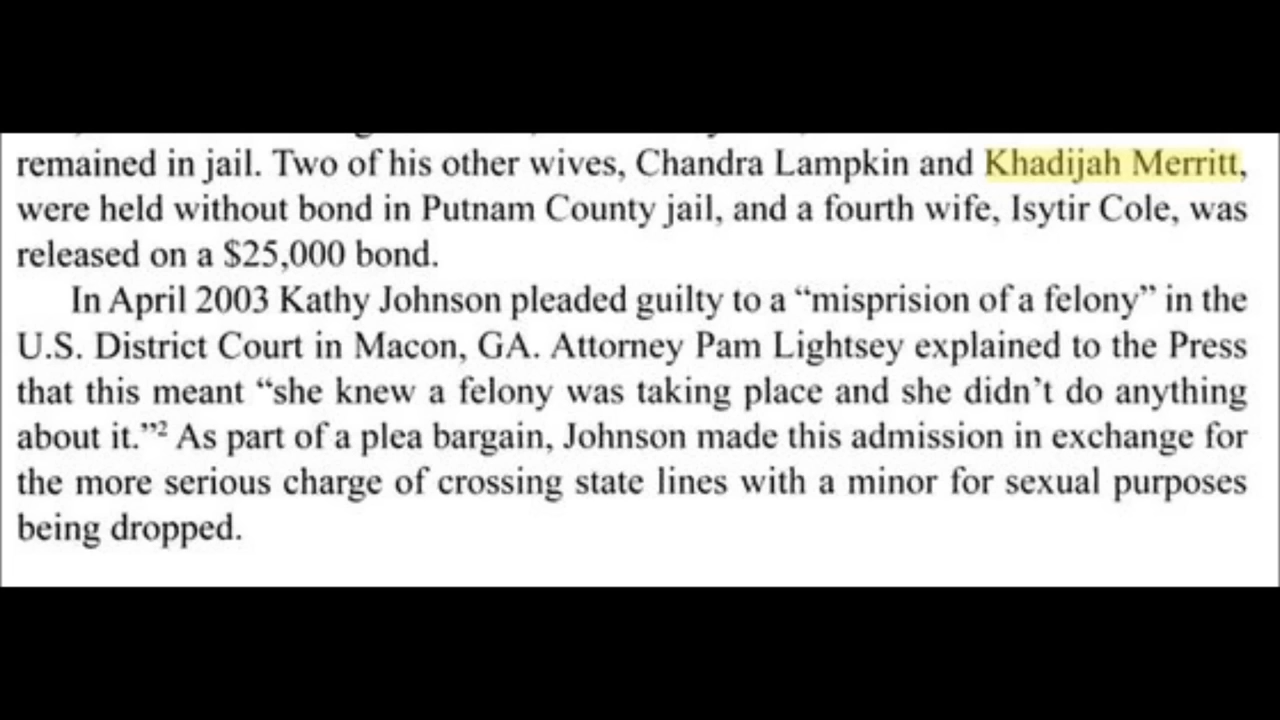 remained in jail. Two of his other wives, Chandra Lampkin and Khadijah Merritt,
were held without bond in Putnam County jail, and a fourth wife, Isytir Cole, was
released on a $25,000 bond.
In April 2003 Kathy Johnson pleaded guilty to a “misprision of a felony” in the
U.S. District Court in Macon, GA. Attorney Pam Lightsey explained to the Press
that this meant “she knew a felony was taking place and she didn’t do anything
about it.”² As part of a plea bargain, Johnson made this admission in exchange for
the more serious charge of crossing state lines with a minor for sexual purposes
being dropped.